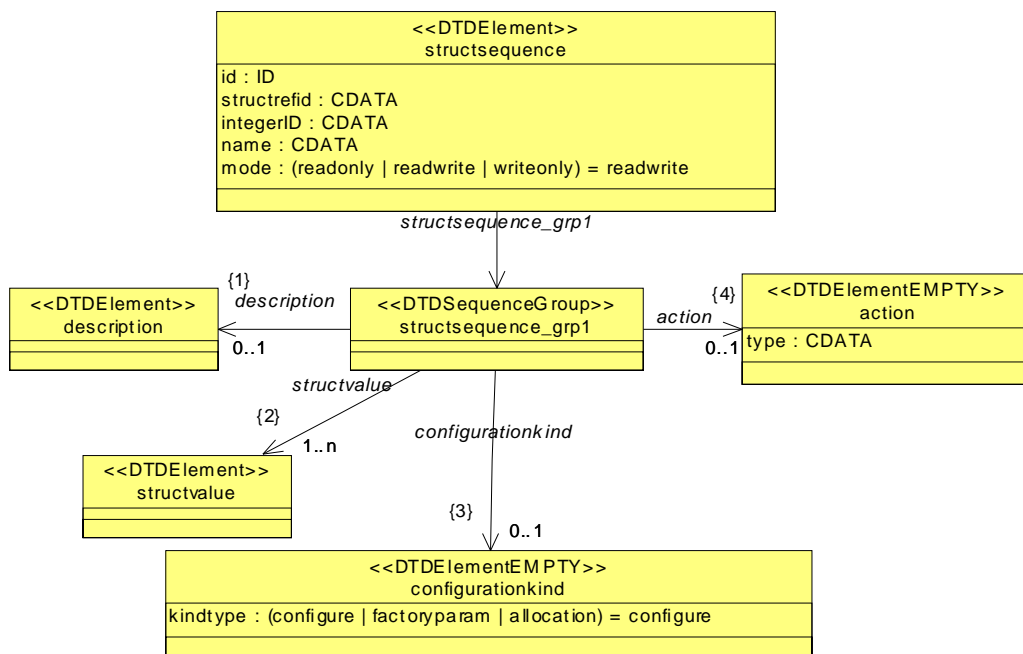 <<DTDElement>>
structsequence
id : ID
structrefid : CDATA
integerID : CDATA
name : CDATA
mode : (readonly | readwrite | writeonly) = readwrite
structsequence_grp1
{1}
description
0..1
<<DTDElement>>
description
<<DTDSequenceGroup>>
structsequence_grp1
{4}
action
0..1
<<DTDElementEMPTY>>
action
type : CDATA
structvalue
{2}
1..n
configurationkind
<<DTDElement>>
structvalue
{3}
0..1
<<DTDElementEMPTY>>
configurationkind
kindtype : (configure | factoryparam | allocation) = configure